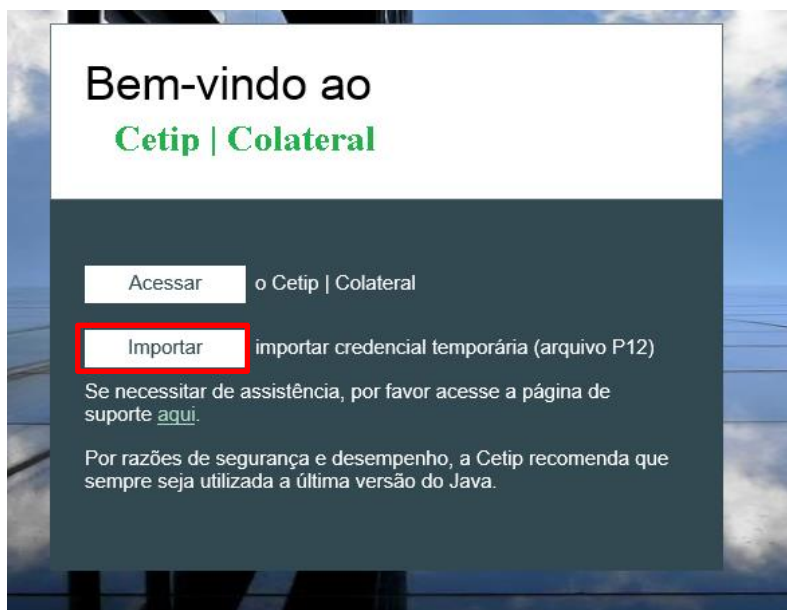 Bem-vindo ao
Cetip | Colateral
Acessar o Cetip | Colateral
Importar importar credencial temporária (arquivo P12)
Se necessitar de assistência, por favor acesse a página de
suporte aqui.
Por razões de segurança e desempenho, a Cetip recomenda que
sempre seja utilizada a última versão do Java.